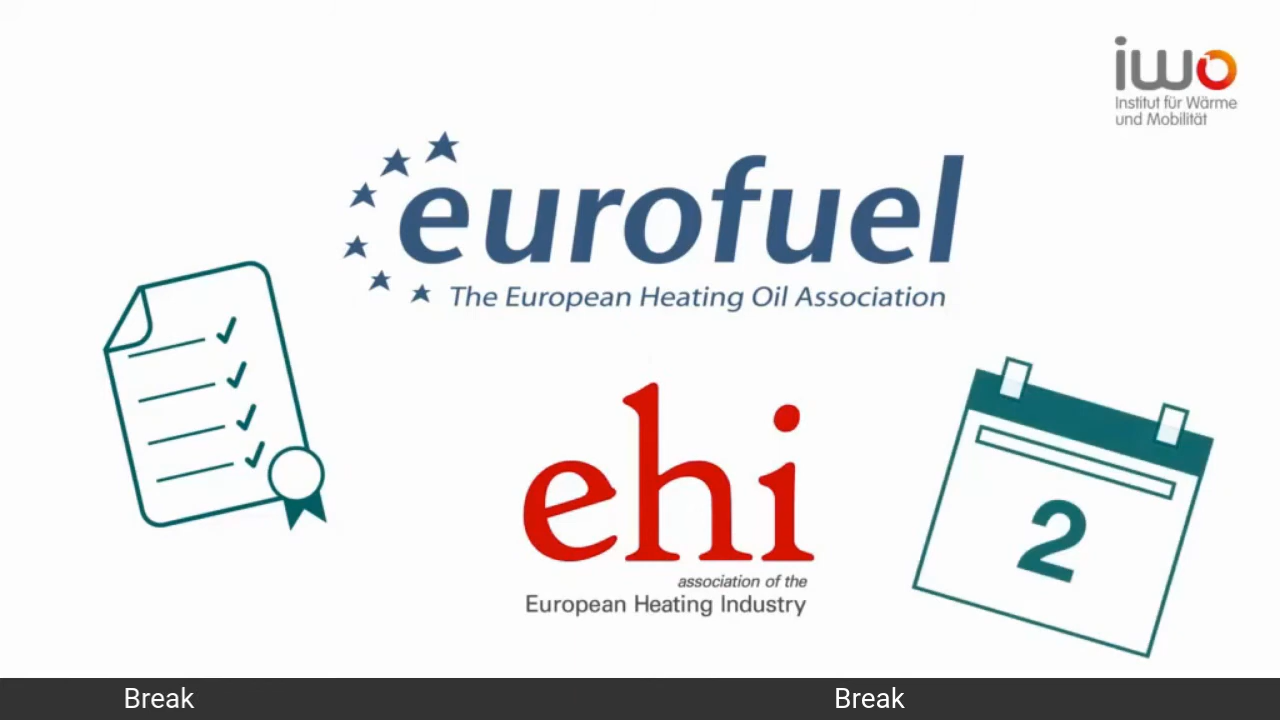 iwo
Institut für Wärme
und Mobilität
eurofuel
The European Heating Oil Association
ehi
association of the
European Heating Industry
2
Break Break